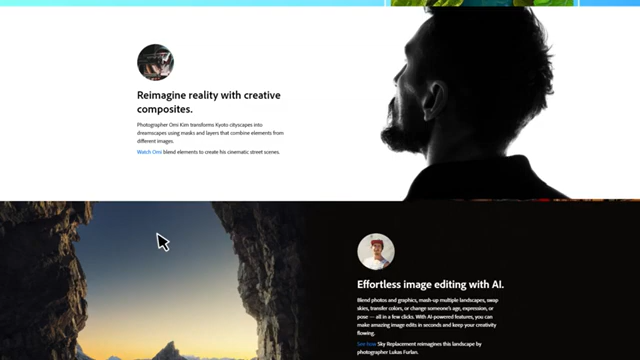 Reimagine reality with creative
composites.
Photographer Omi Kim transforms Kyoto cityscapes into
dreamscapes using masks and layers that combine elements from
different images.
Watch Omi blend elements to create his cinematic street scenes.
Effortless image editing with AI.
Blend photos and graphics, mash-up multiple landscapes, swap
skies, transfer colors, or change someone's age, expression, or
pose — all in a few clicks. With AI-powered features, you can
make amazing image edits in seconds and keep your creativity
flowing.
See how Sky Replacement reimagines this landscape by
photographer Lukas Furlan.